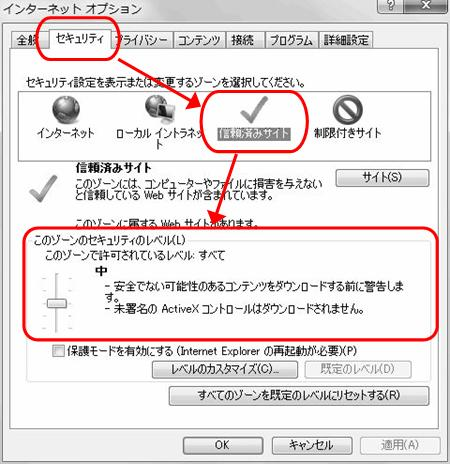 インターネット オプション
全般 セキュリティ プライバシー コンテンツ 接続 プログラム 詳細設定
セキュリティ設定を表示または変更するゾーンを選択してください。
インターネット ローカル イントラネット 信頼済みサイト 制限付きサイト
信頼済みサイト
サイト(S)
このゾーンには、コンピューターやファイルに損害を与えない
と信頼している Web サイトが含まれています。
このゾーンに属する Web サイトがあります。
このゾーンのセキュリティのレベル(L)
このゾーンで許可されているレベル: すべて
中
- 安全でない可能性のあるコンテンツをダウンロードする前に警告しま
す。
- 未署名の ActiveX コントロールはダウンロードされません。
保護モードを有効にする (Internet Explorer の再起動が必要)(P)
レベルのカスタマイズ(C)... 既定のレベル(D)
すべてのゾーンを既定のレベルにリセットする(R)
OK キャンセル 適用(A)